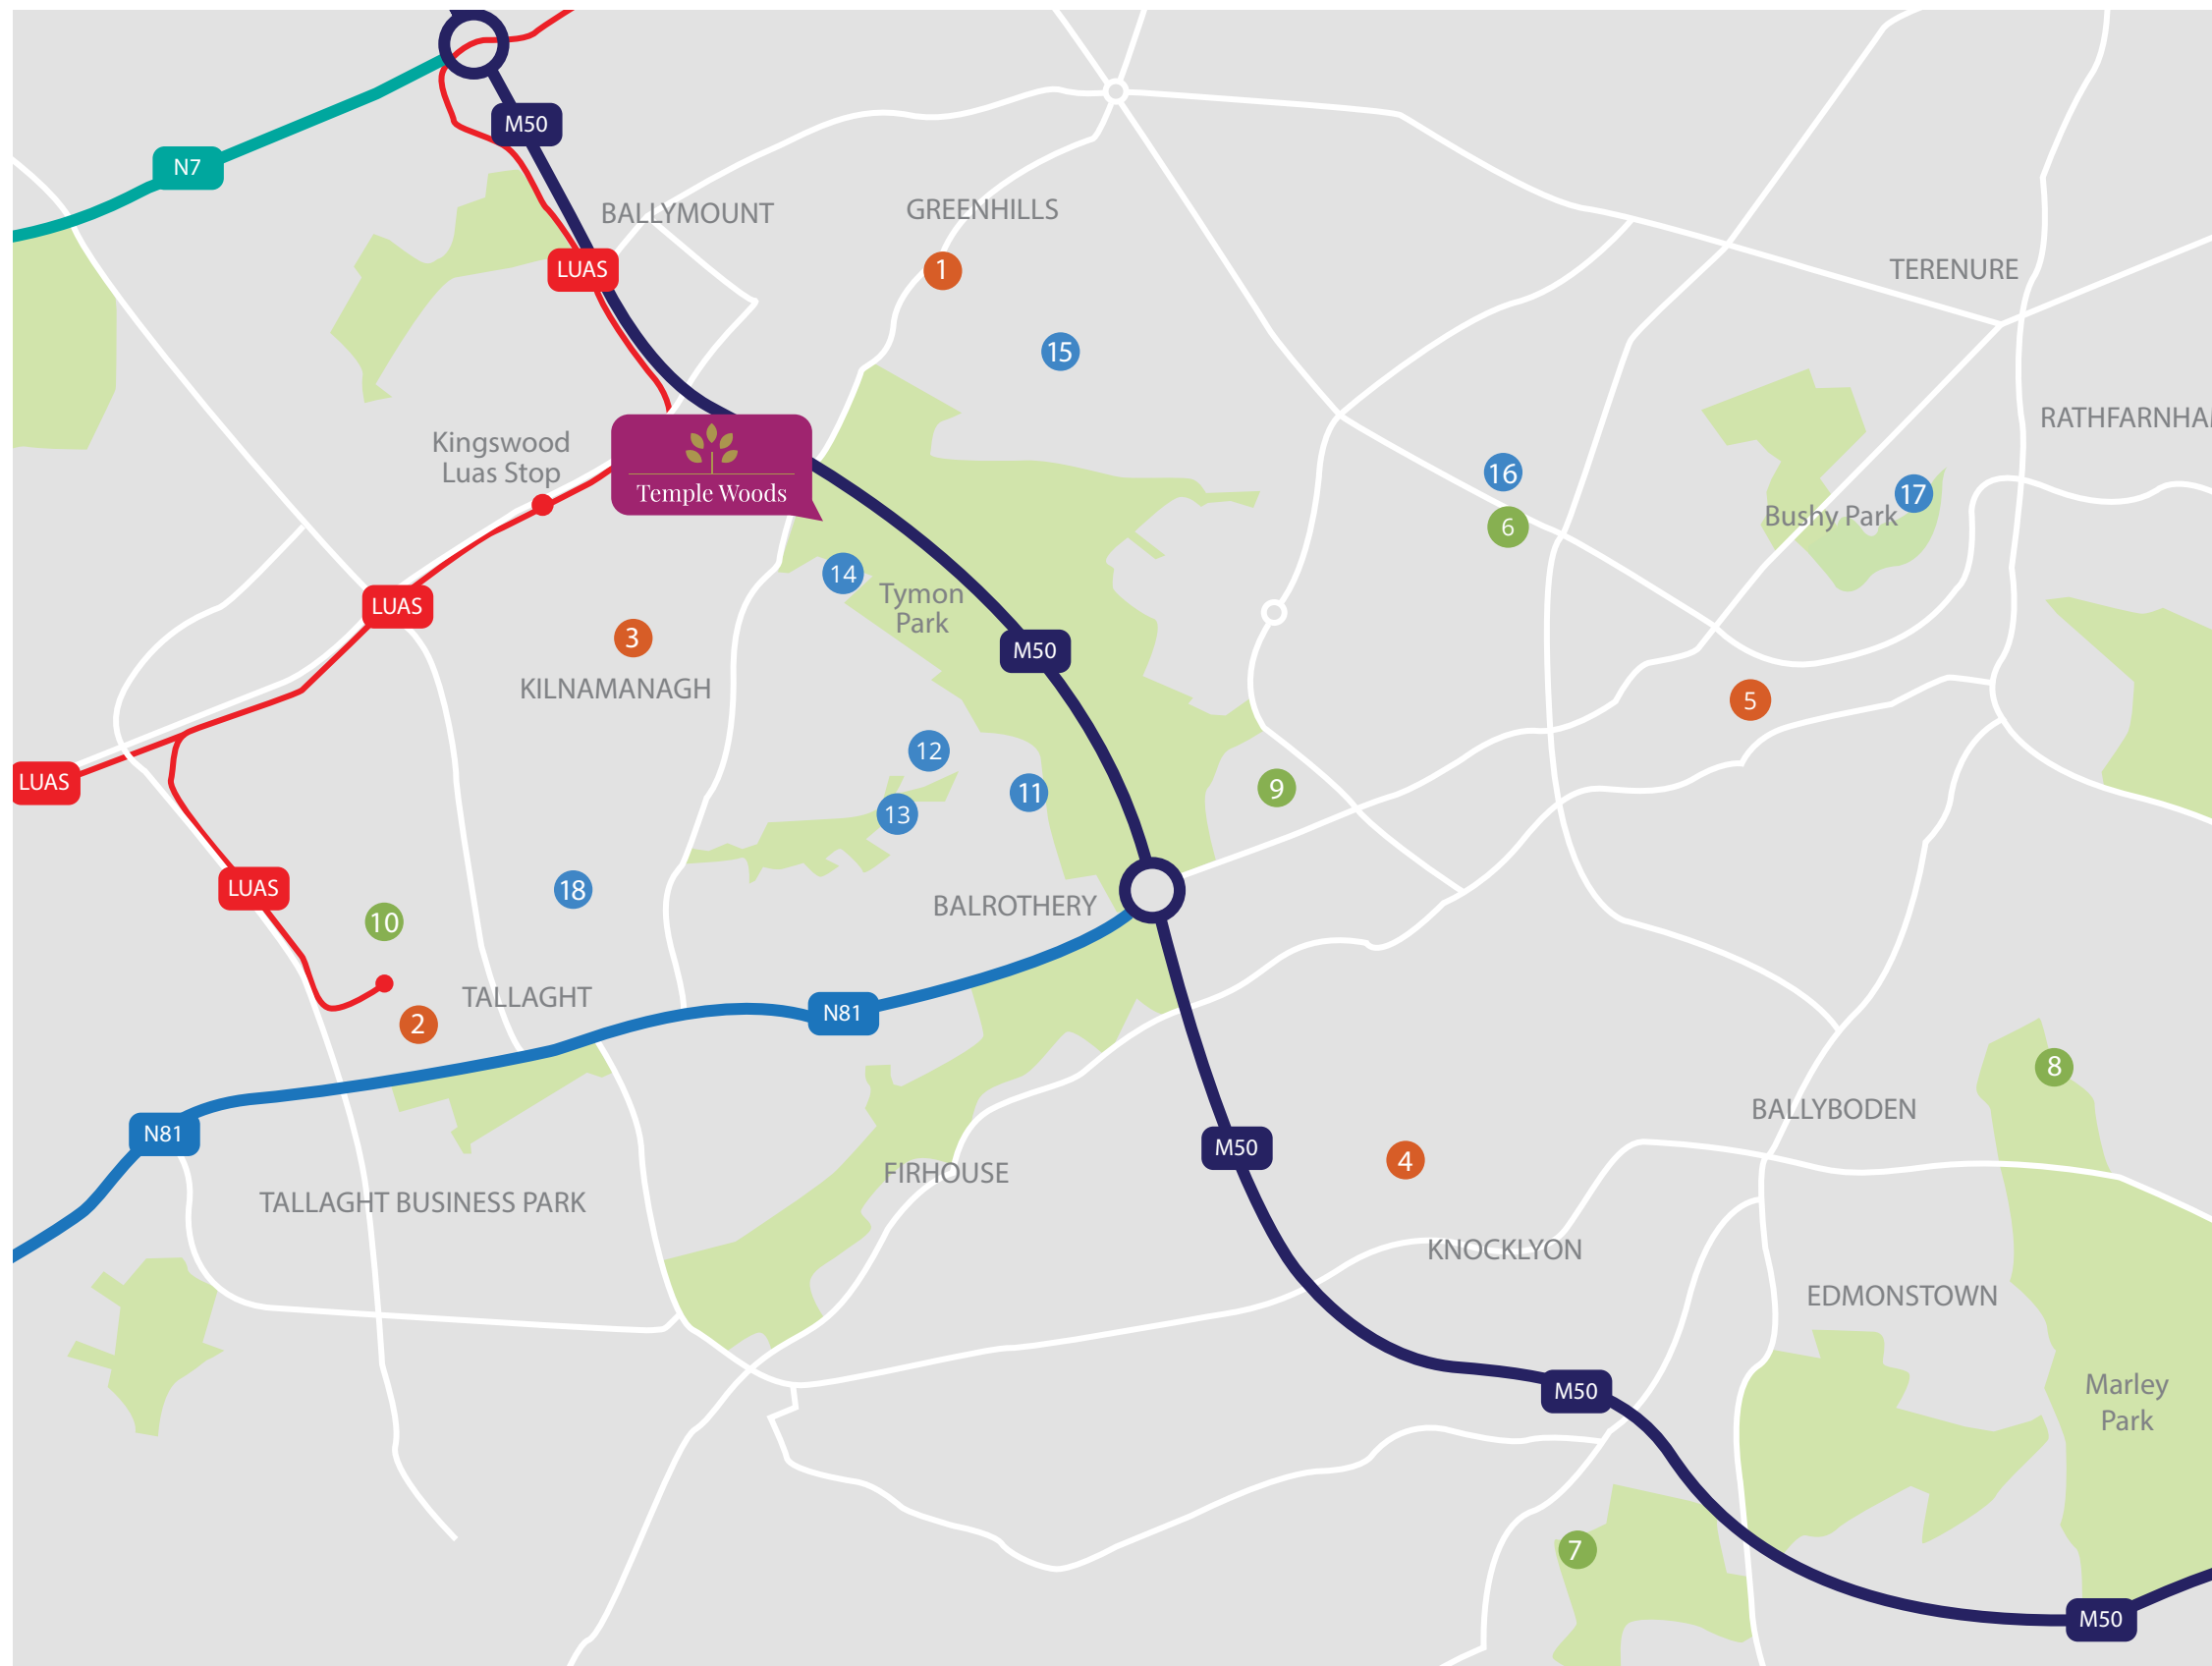 M50
N7
BALLYMOUNT
GREENHILLS
LUAS
1
TERENURE
15
RATHFARNHAM
Kingswood
Luas Stop
Temple Woods
16
17
Bushy Park
6
14
Tymon
Park
LUAS
3
M50
KILNAMANAGH
5
12
LUAS
11
9
13
LUAS
18
10
BALROTHERY
TALLAGHT
2
N81
8
BALLYBODEN
N81
M50
4
FIRHOUSE
TALLAGHT BUSINESS PARK
KNOCKLYON
EDMONSTOWN
M50
Marley
Park
7
M50